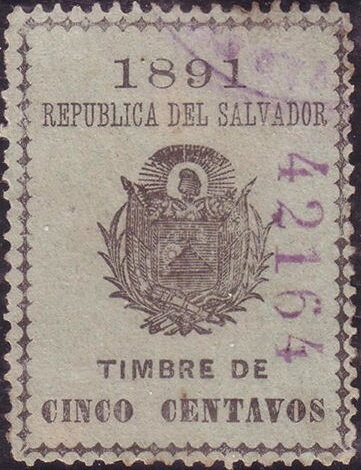 1891
REPUBLICA DEL SALVADOR
42164
TIMBRE DE
CINCO CENTAVOS